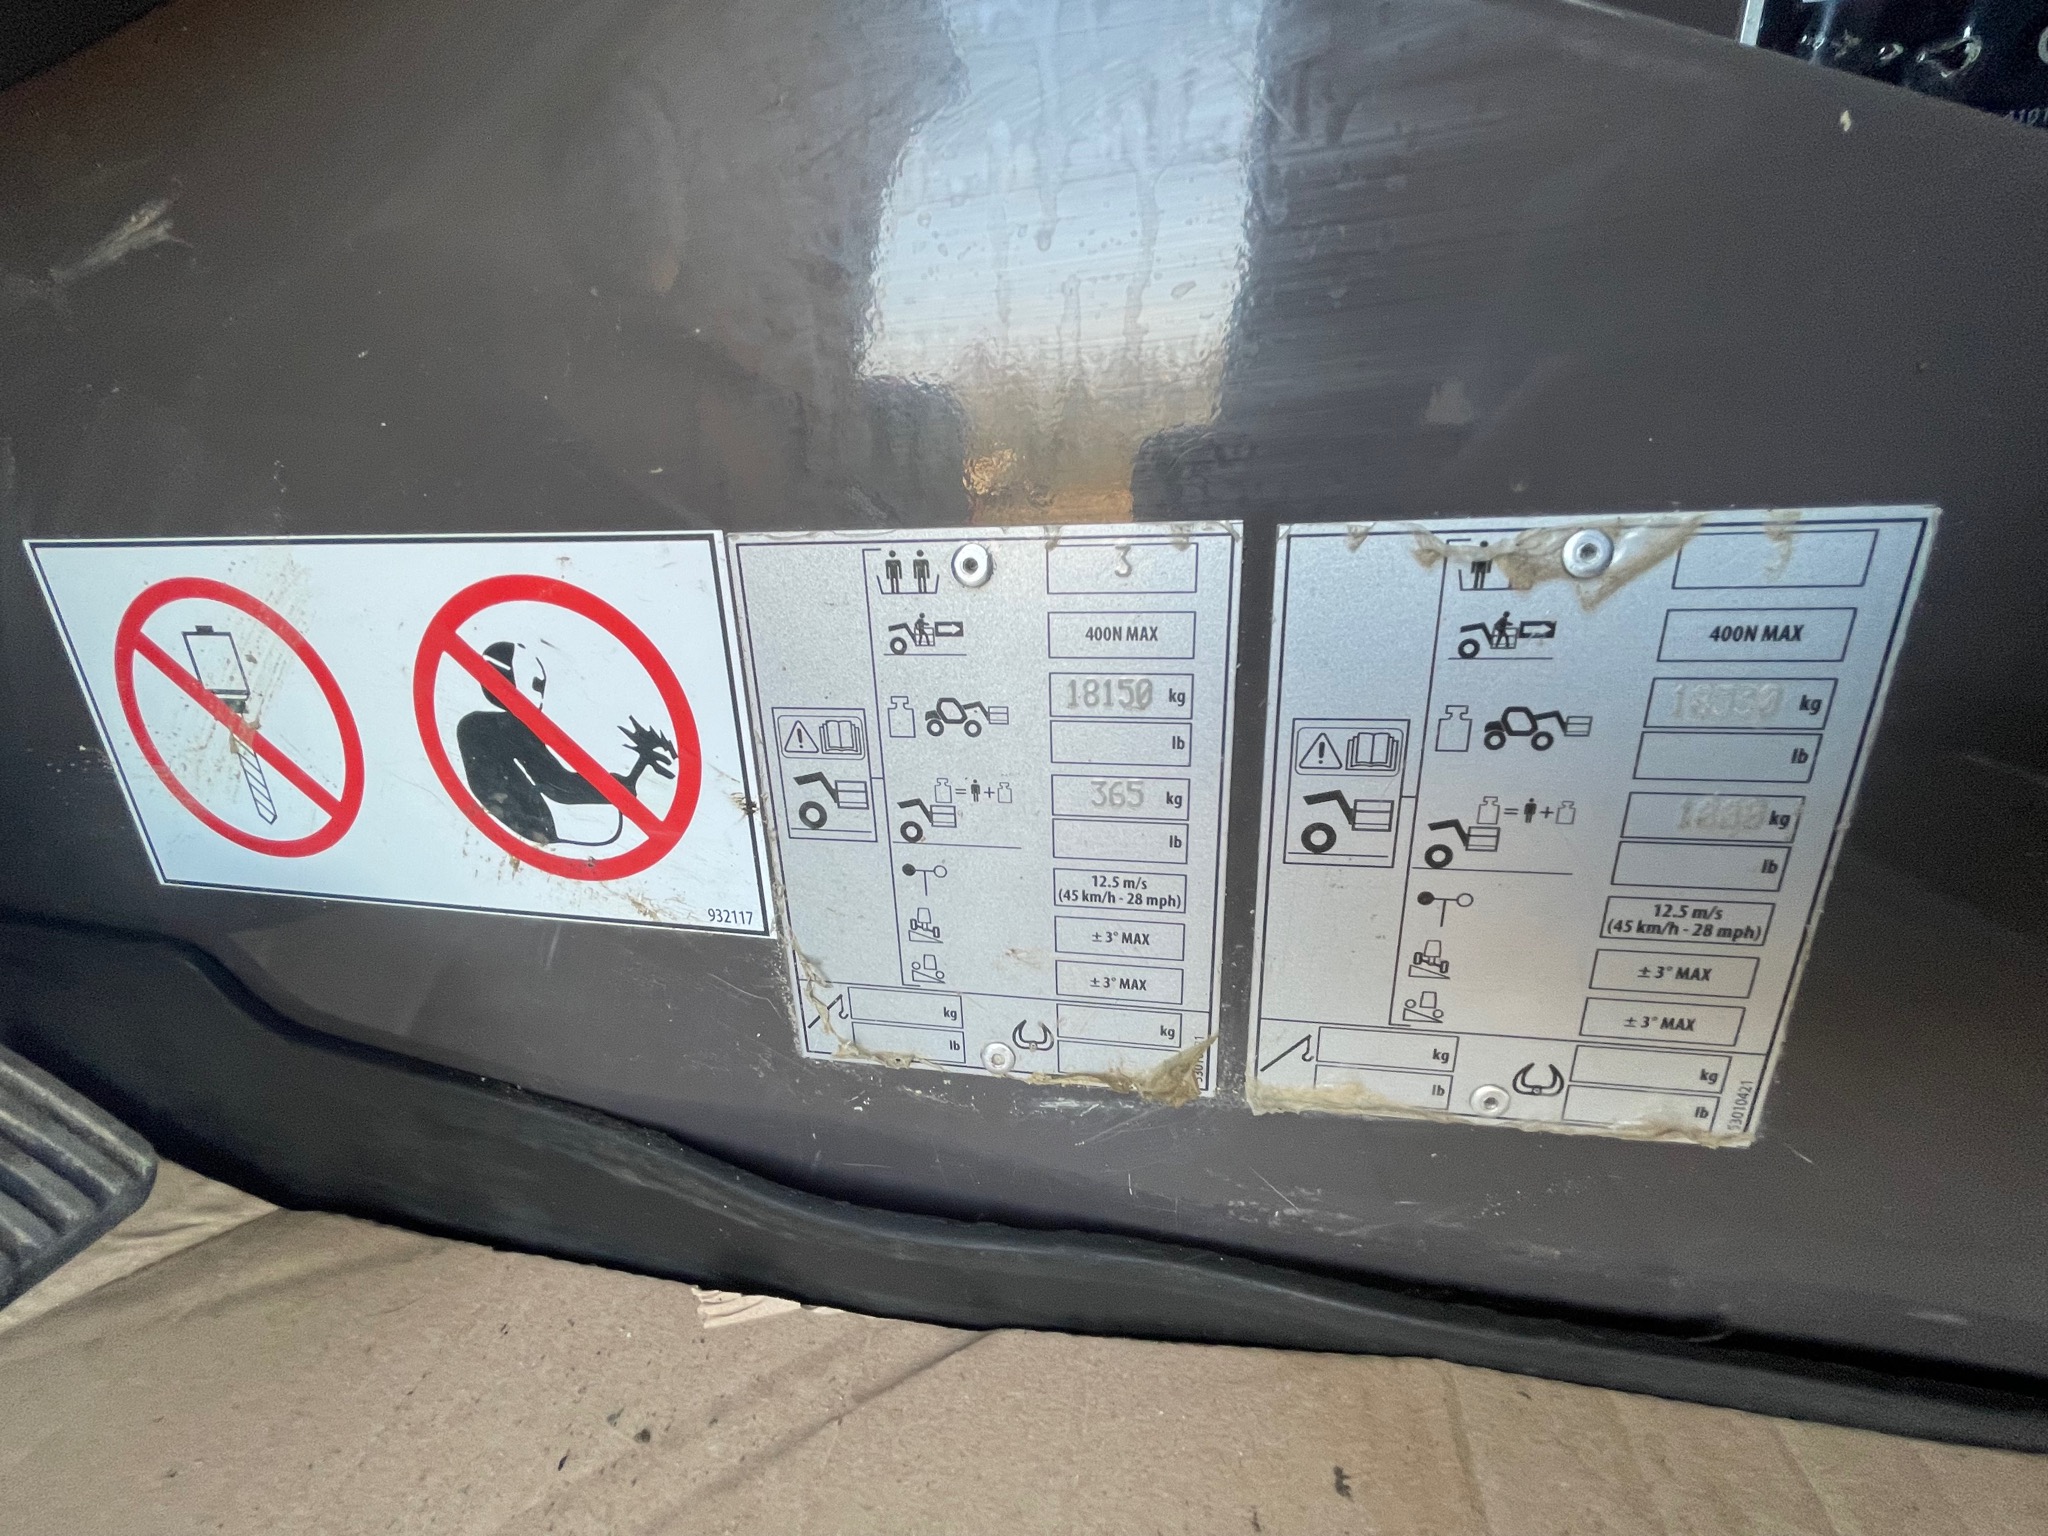 932117
3
400N MAX
18150 kg
lb
365 kg
lb
12.5 m/s
(45 km/h - 28 mph)
± 3° MAX
± 3° MAX
kg
lb
kg
400N MAX
kg
lb
kg
lb
12.5 m/s
(45 km/h - 28 mph)
± 3° MAX
± 3° MAX
kg
lb
kg
lb
53010421